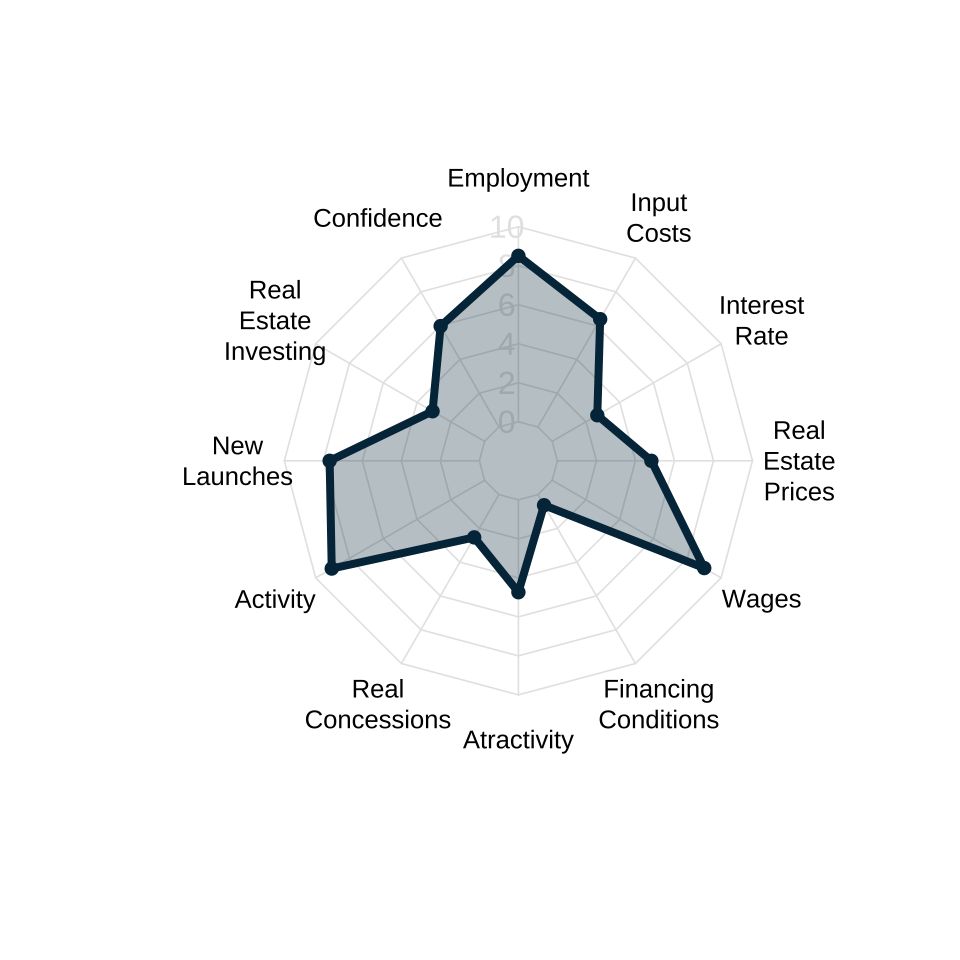 Employment
Input
Costs
Confidence
10
8
6
4
2
0
Interest
Rate
Real
Estate
Investing
Real
Estate
Prices
New
Launches
Wages
Activity
Financing
Conditions
Real
Concessions
Atractivity